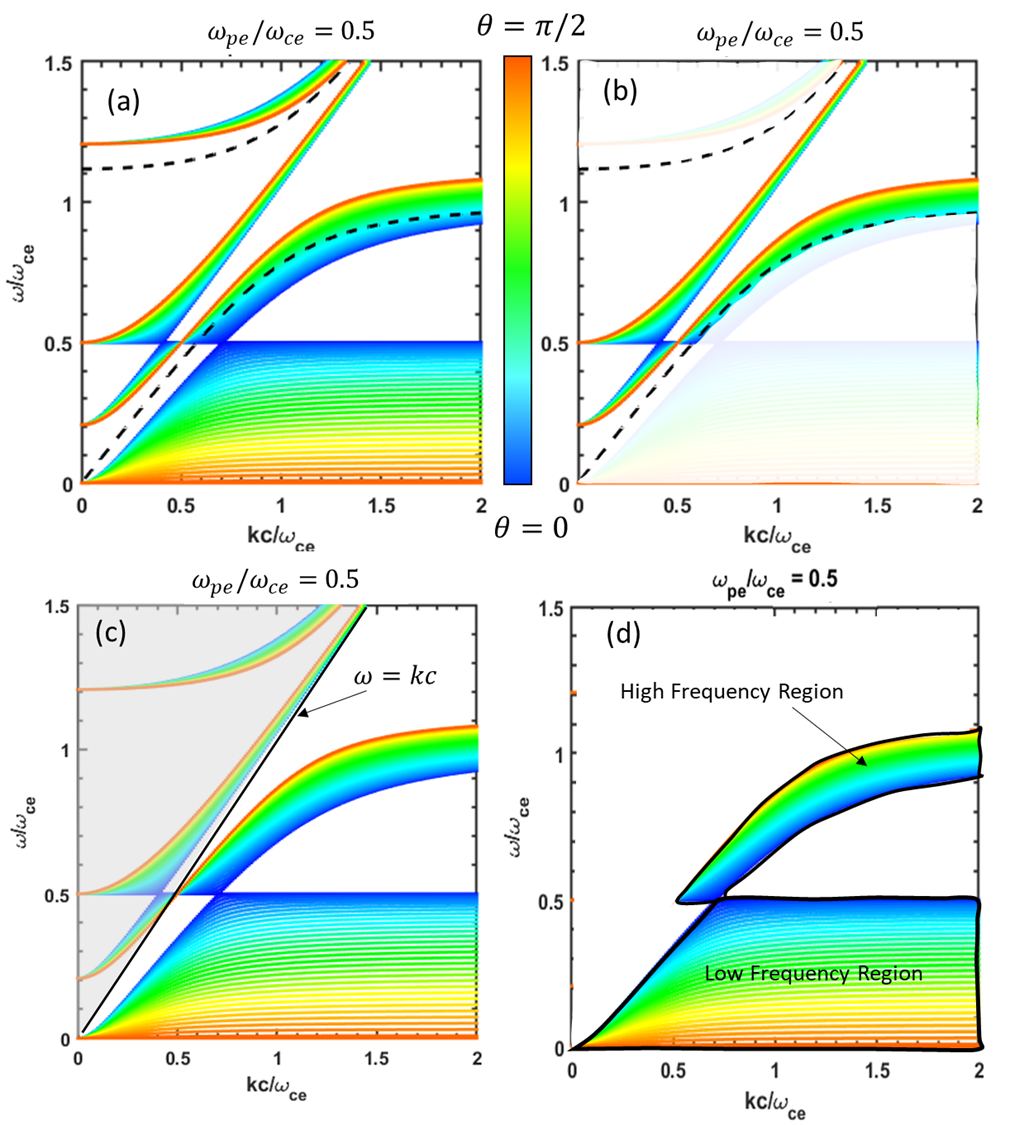 ω_pe/ω_ce = 0.5
θ = π/2
ω_pe/ω_ce = 0.5
(a)
1.5
1
0.5
0
ω/ω_ce
0 0.5 1 1.5 2
kc/ω_ce
θ = 0
(b)
1.5
1
0.5
0
0 0.5 1 1.5 2
kc/ω_ce
ω_pe/ω_ce = 0.5
(c)
ω = kc
1.5
1
0.5
0
ω/ω_ce
0 0.5 1 1.5 2
kc/ω_ce
ω_pe/ω_ce = 0.5
(d)
High Frequency Region
Low Frequency Region
1.5
1
0.5
0
ω/ω_ce
0 0.5 1 1.5 2
kc/ω_ce